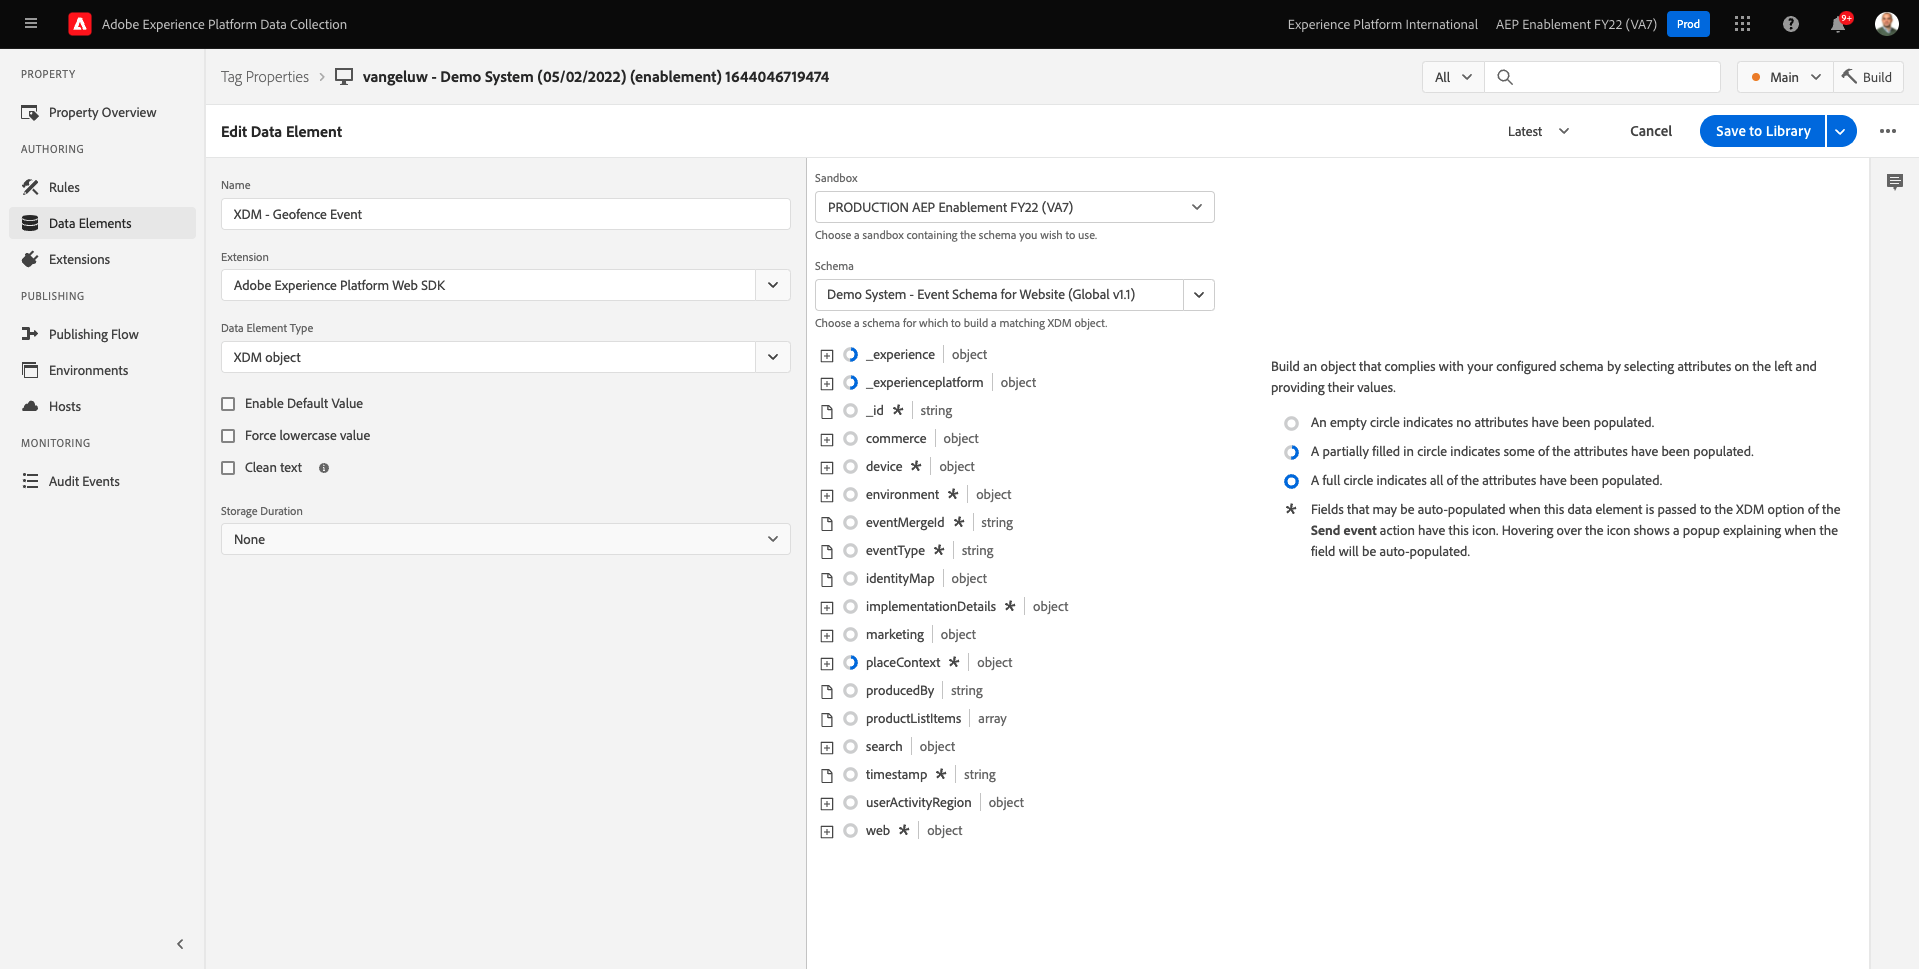 Adobe Experience Platform Data Collection
Experience Platform International
AEP Enablement FY22 (VA7)
Prod
9+
PROPERTY
Property Overview
AUTHORING
Rules
Data Elements
Extensions
PUBLISHING
Publishing Flow
Environments
Hosts
MONITORING
Audit Events
Tag Properties
vangeluw - Demo System (05/02/2022) (enablement) 1644046719474
All
Main
Build
Edit Data Element
Latest
Cancel
Save to Library
Name
XDM - Geofence Event
Extension
Adobe Experience Platform Web SDK
Data Element Type
XDM object
Enable Default Value
Force lowercase value
Clean text
Storage Duration
None
Sandbox
PRODUCTION AEP Enablement FY22 (VA7)
Choose a sandbox containing the schema you wish to use.
Schema
Demo System - Event Schema for Website (Global v1.1)
Choose a schema for which to build a matching XDM object.
_experience object
_experienceplatform object
_id * string
commerce object
device * object
environment * object
eventMergeId * string
eventType * string
identityMap object
implementationDetails * object
marketing object
placeContext * object
producedBy string
productListItems array
search object
timestamp * string
userActivityRegion object
web * object
Build an object that complies with your configured schema by selecting attributes on the left and
providing their values.
An empty circle indicates no attributes have been populated.
A partially filled in circle indicates some of the attributes have been populated.
A full circle indicates all of the attributes have been populated.
* Fields that may be auto-populated when this data element is passed to the XDM option of the
Send event action have this icon. Hovering over the icon shows a popup explaining when the
field will be auto-populated.